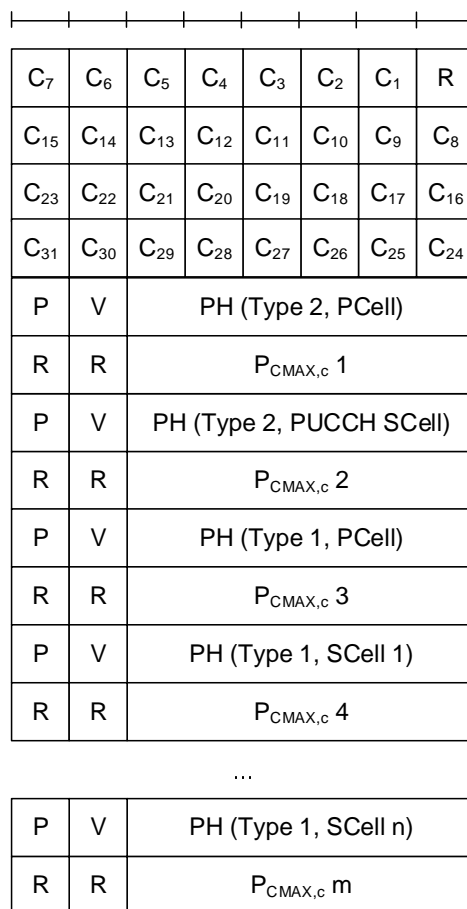 C7 C6 C5 C4 C3 C2 C1 R
C15 C14 C13 C12 C11 C10 C9 C8
C23 C22 C21 C20 C19 C18 C17 C16
C31 C30 C29 C28 C27 C26 C25 C24
P V PH (Type 2, PCell)
R R PCMAX,c 1
P V PH (Type 2, PUCCH SCell)
R R PCMAX,c 2
P V PH (Type 1, PCell)
R R PCMAX,c 3
P V PH (Type 1, SCell 1)
R R PCMAX,c 4
...
P V PH (Type 1, SCell n)
R R PCMAX,c m